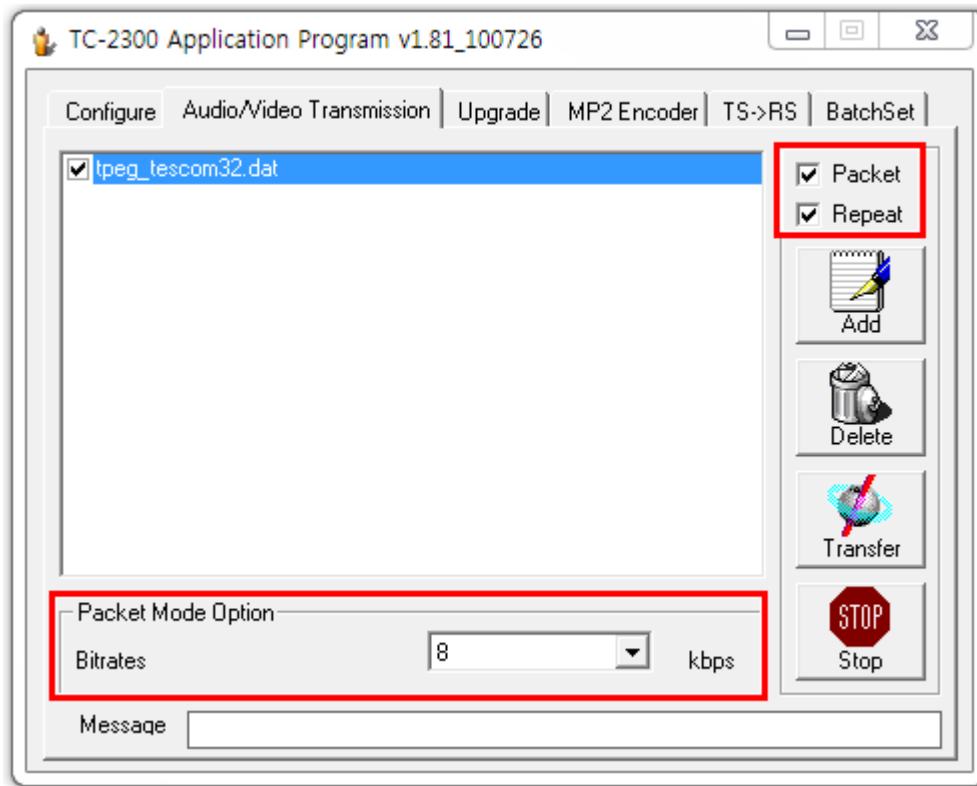 TC-2300 Application Program v1.81_100726
Configure Audio/Video Transmission Upgrade MP2 Encoder TS->RS BatchSet
tpeg_tescom32.dat
Packet
Repeat
Add
Delete
Transfer
STOP
Stop
Packet Mode Option
Bitrates 8 kbps
Message